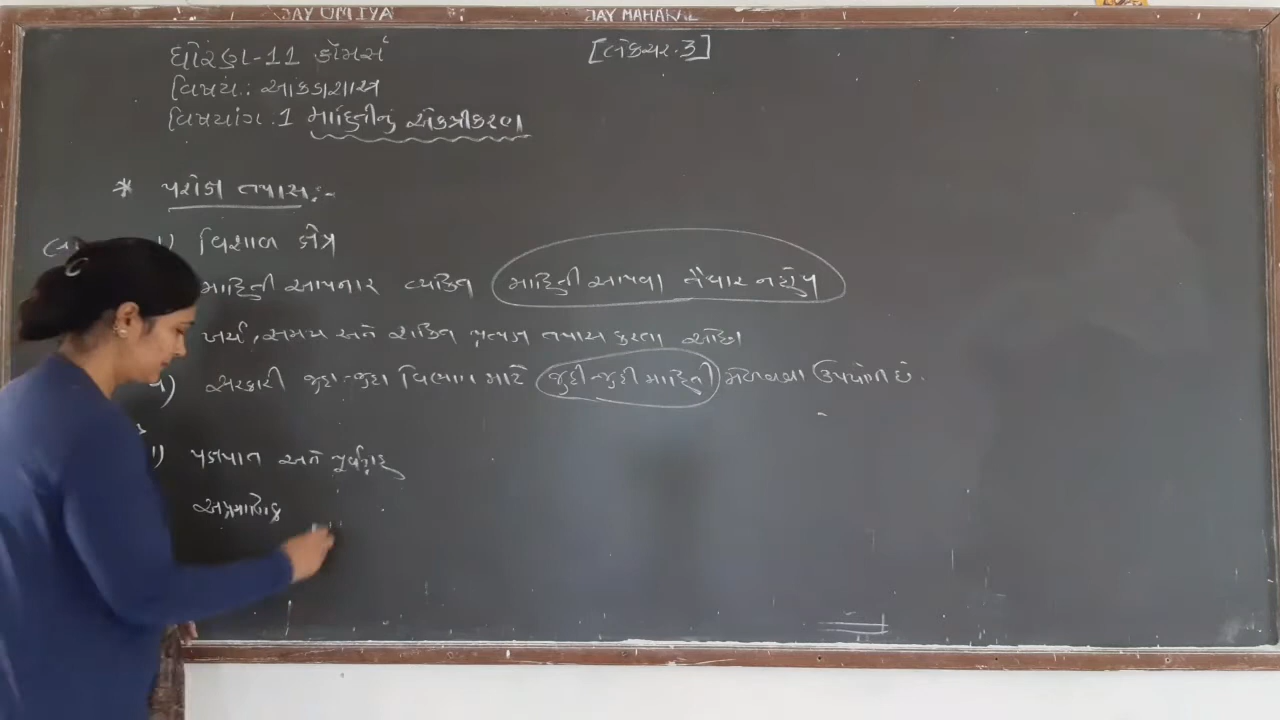 JAY UMIYA JAY MAHAKAL
ધોરણ-11 કોમર્સ [લેકચર.3]
વિષય : આંકડાશાસ્ત્ર
વિષયાંગ.1 માહિતીનું એકત્રીકરણ
* પરોક્ષ તપાસ :-
1) વિશાળ ક્ષેત્ર
માહિતી આપનાર વ્યક્તિ માહિતી આપવા તૈયાર ન હોય
ખર્ચ, સમય અને શક્તિ પ્રત્યક્ષ તપાસ કરતા ઓછા
સરકારી જુદા-જુદા વિભાગ માટે જુદી-જુદી માહિતી મેળવવા ઉપયોગી છે.
1) પક્ષપાત અને પૂર્વગ્રહ
અપ્રમાણિક